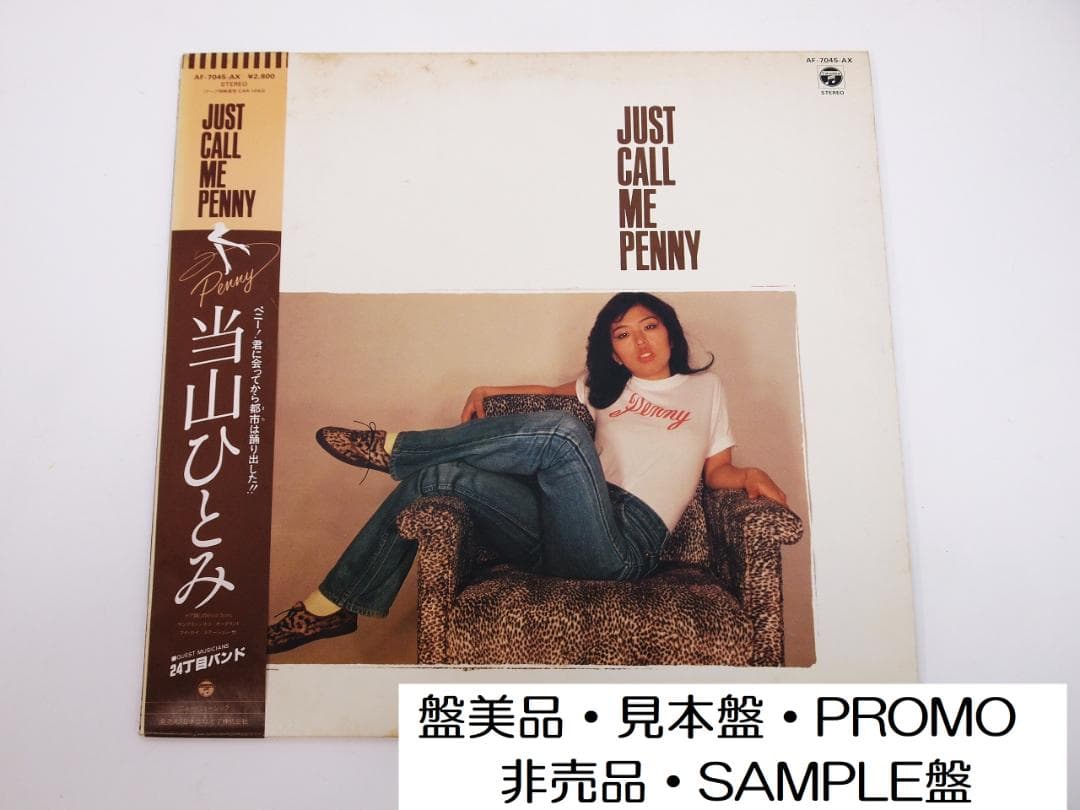 AF-7045-AX ¥2,800
STEREO
JUST
CALL
ME
PENNY
Penny
当山ひとみ
ペニー!君に会ってから都市は踊り出した!!
■GUEST MUSICIANS
24丁目バンド
AF-7045-AX
STEREO
JUST
CALL
ME
PENNY
Penny
盤美品・見本盤・PROMO
非売品・SAMPLE盤